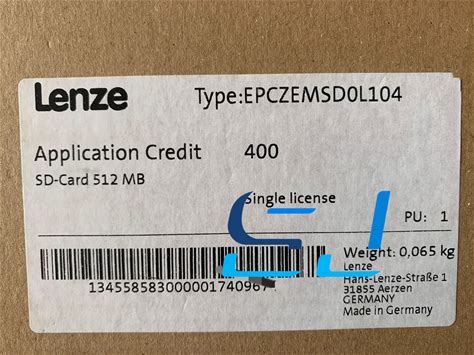 Lenze Type:EPCZEMSD0L104
Application Credit 400
SD-Card 512 MB
Single license
PU: 1
Weight: 0,065 kg
Lenze
Hans-Lenze-Straße 1
31855 Aerzen
GERMANY
Made in Germany